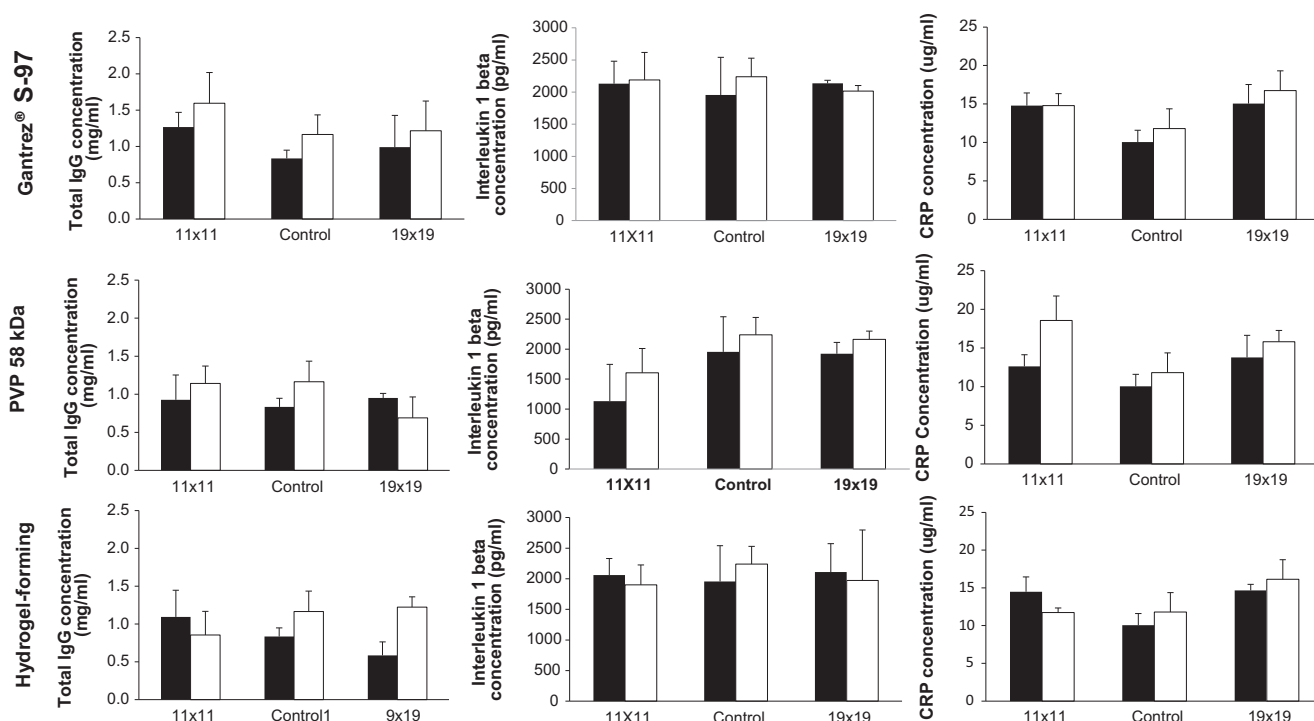 Gantrez® S-97
Total IgG concentration
(mg/ml)
2.5
2.0
1.5
1.0
0.5
0.0
11x11 Control 19x19
Interleukin 1 beta
concentration (pg/ml)
3000
2500
2000
1500
1000
500
0
11X11 Control 19x19
CRP concentration (ug/ml)
25
20
15
10
5
0
11x11 Control 19x19
PVP 58 kDa
Total IgG concentration
(mg/ml)
2.5
2.0
1.5
1.0
0.5
0.0
11x11 Control 19x19
Interleukin 1 beta
concentration (pg/ml)
3000
2500
2000
1500
1000
500
0
11X11 Control 19x19
CRP Concentration (ug/ml)
25
20
15
10
5
0
11x11 Control 19x19
Hydrogel-forming
Total IgG concentration
(mg/ml)
2.5
2.0
1.5
1.0
0.5
0.0
11x11 Control1 9x19
Interleukin 1 beta
concentration (pg/ml)
3000
2500
2000
1500
1000
500
0
11X11 Control 19x19
CRP concentration (ug/ml)
25
20
15
10
5
0
11x11 Control 19x19